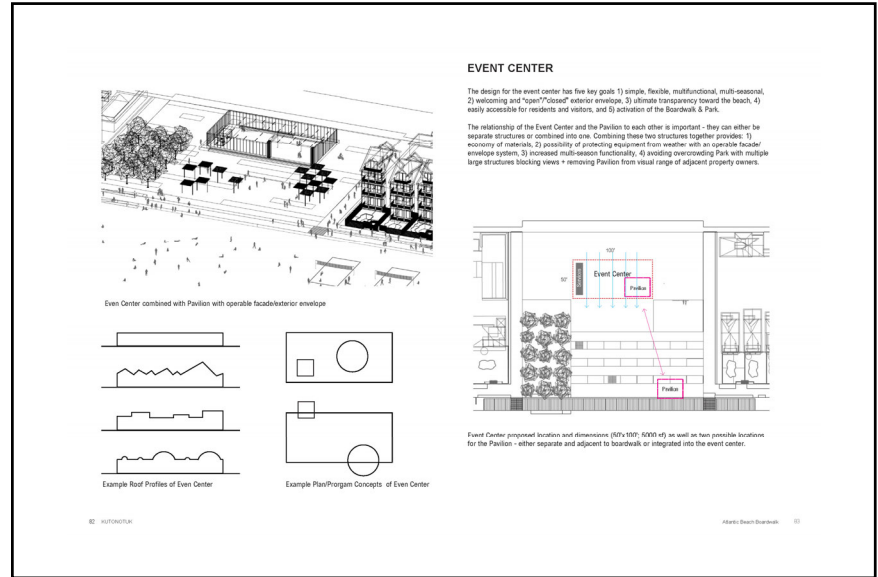 Even Center combined with Pavilion with operable facade/exterior envelope
Example Roof Profiles of Even Center
Example Plan/Prorgam Concepts of Even Center
02 KUTONOTUK
EVENT CENTER
The design for the event center has five key goals 1) simple, flexible, multifunctional, multi-seasonal,
2) welcoming and "open"/"closed" exterior envelope, 3) ultimate transparency toward the beach, 4)
easily accessible for residents and visitors, and 5) activation of the Boardwalk & Park.
The relationship of the Event Center and the Pavilion to each other is important - they can either be
separate structures or combined into one. Combining these two structures together provides: 1)
economy of materials, 2) possibility of protecting equipment from weather with an operable facade/
envelope system, 3) increased multi-season functionality, 4) avoiding overcrowding Park with multiple
large structures blocking views + removing Pavilion from visual range of adjacent property owners.
100'
50'
Services
Event Center
Pavilion
Pavilion
Event Center proposed location and dimensions (50'x100'; 5000 sf) as well as two possible locations
for the Pavilion - either separate and adjacent to boardwalk or integrated into the event center.
Atlantic Beach Boardwalk 03